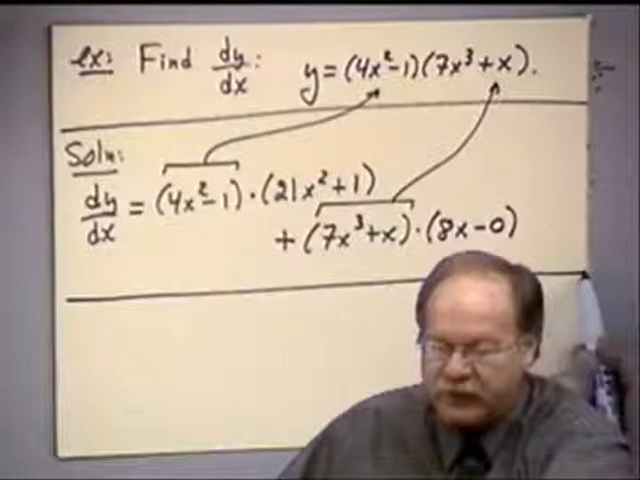 ex: Find dy/dx: y=(4x²-1)(7x³+x).
Soln:
dy/dx = (4x²-1)·(21x²+1)
+(7x³+x)·(8x-0)